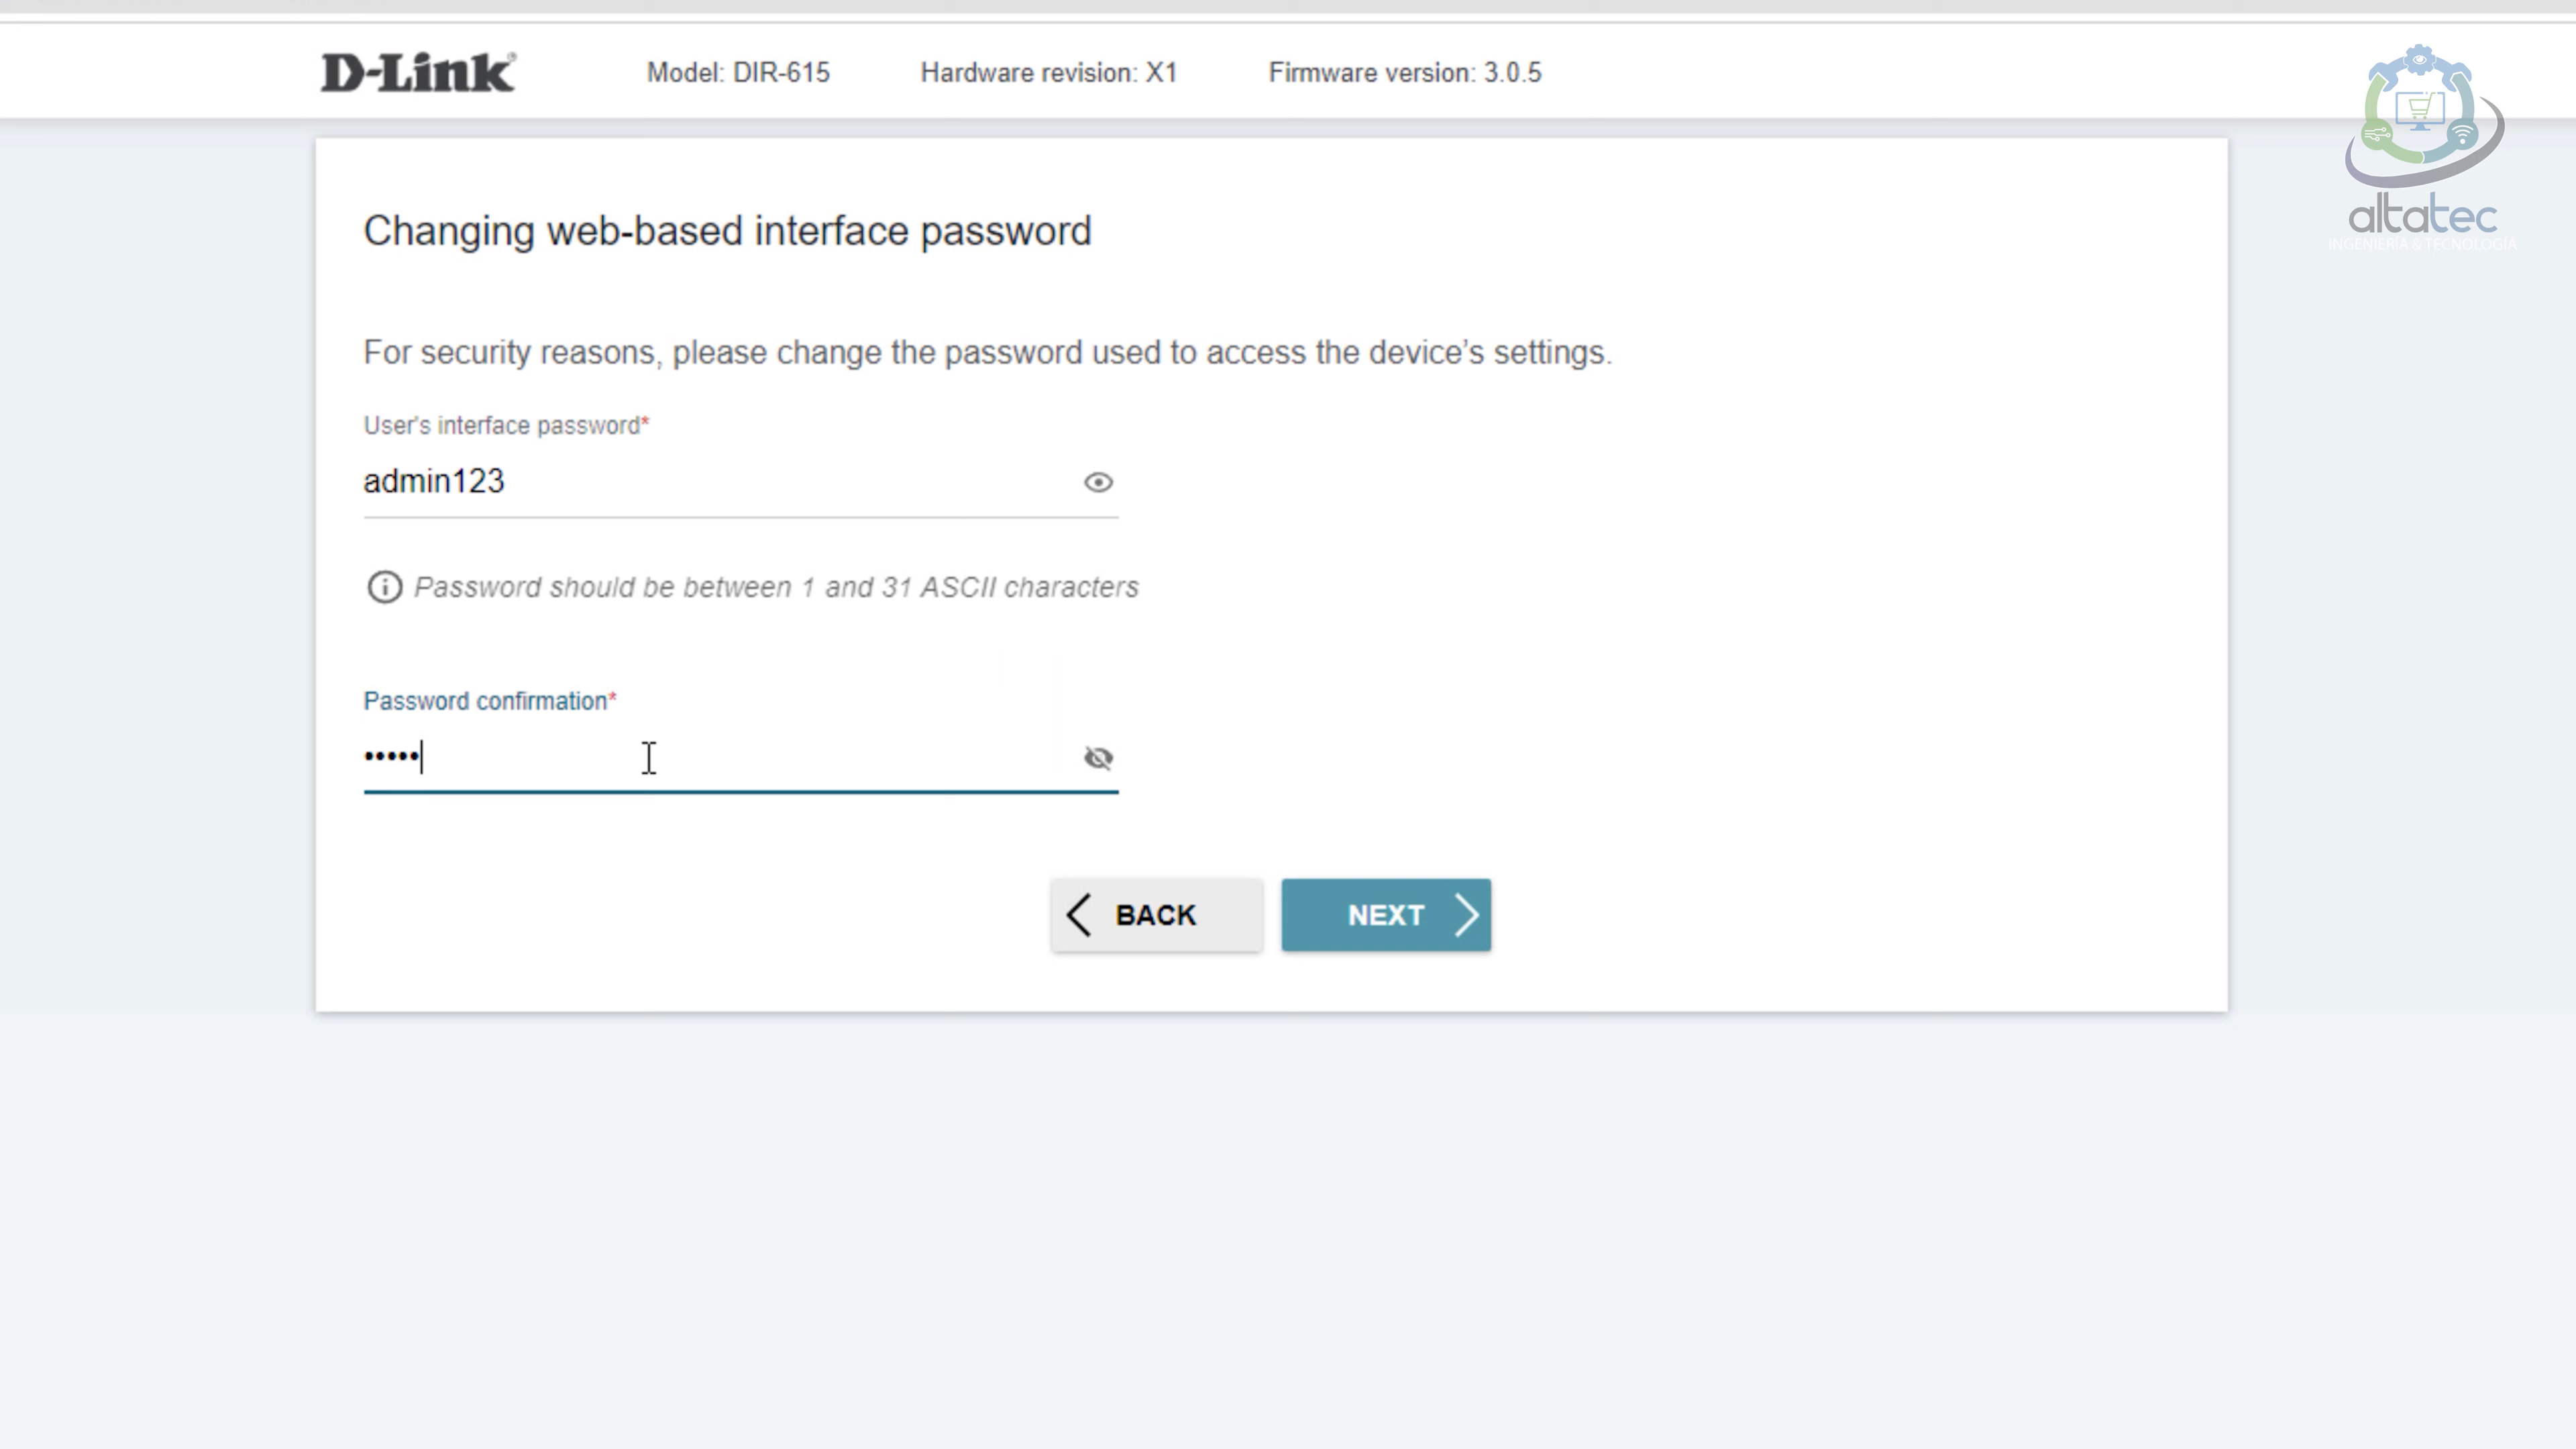 D-Link
Model: DIR-615 Hardware revision: X1 Firmware version: 3.0.5
altatec
INGENIERÍA & TECNOLOGÍA
Changing web-based interface password
For security reasons, please change the password used to access the device's settings.
User's interface password*
admin123
Password should be between 1 and 31 ASCII characters
Password confirmation*
•••••
BACK
NEXT